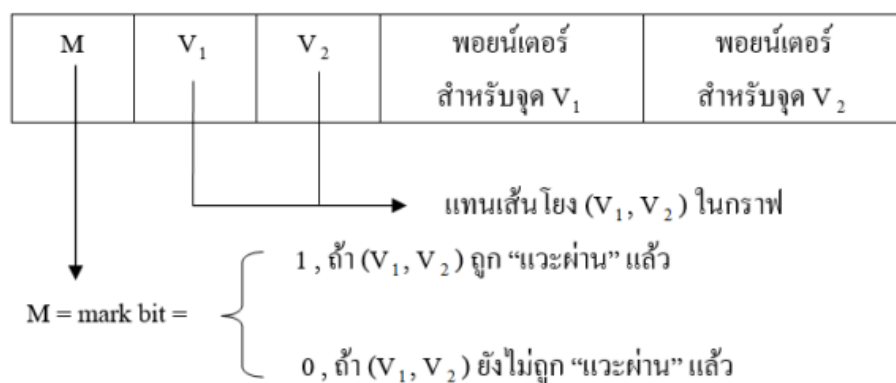 M V₁ V₂ พอยน์เตอร์ พอยน์เตอร์
สำหรับจุด V₁ สำหรับจุด V₂
แทนเส้นโยง (V₁, V₂) ในกราฟ
1 , ถ้า (V₁, V₂) ถูก “แวะผ่าน” แล้ว
M = mark bit =
0 , ถ้า (V₁, V₂) ยังไม่ถูก “แวะผ่าน” แล้ว